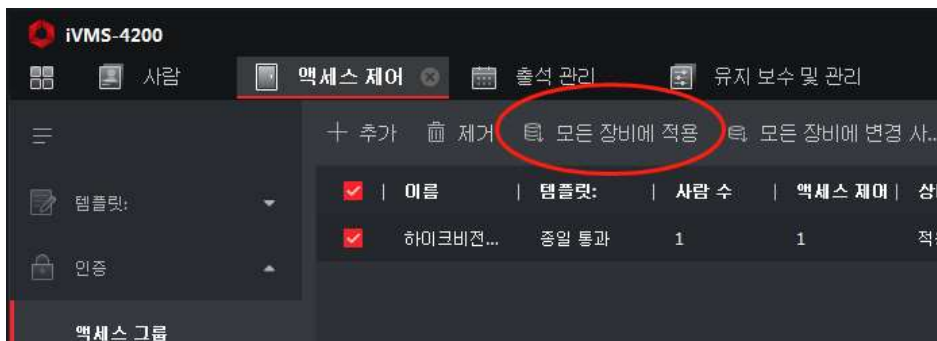 iVMS-4200
사람 액세스 제어 출석 관리 유지 보수 및 관리
추가 제거 모든 장비에 적용 모든 장비에 변경 사...
템플릿:
이름 | 템플릿: | 사람 수 | 액세스 제어 |
하이크비전... 종일 통과 1 1
인증
액세스 그룹